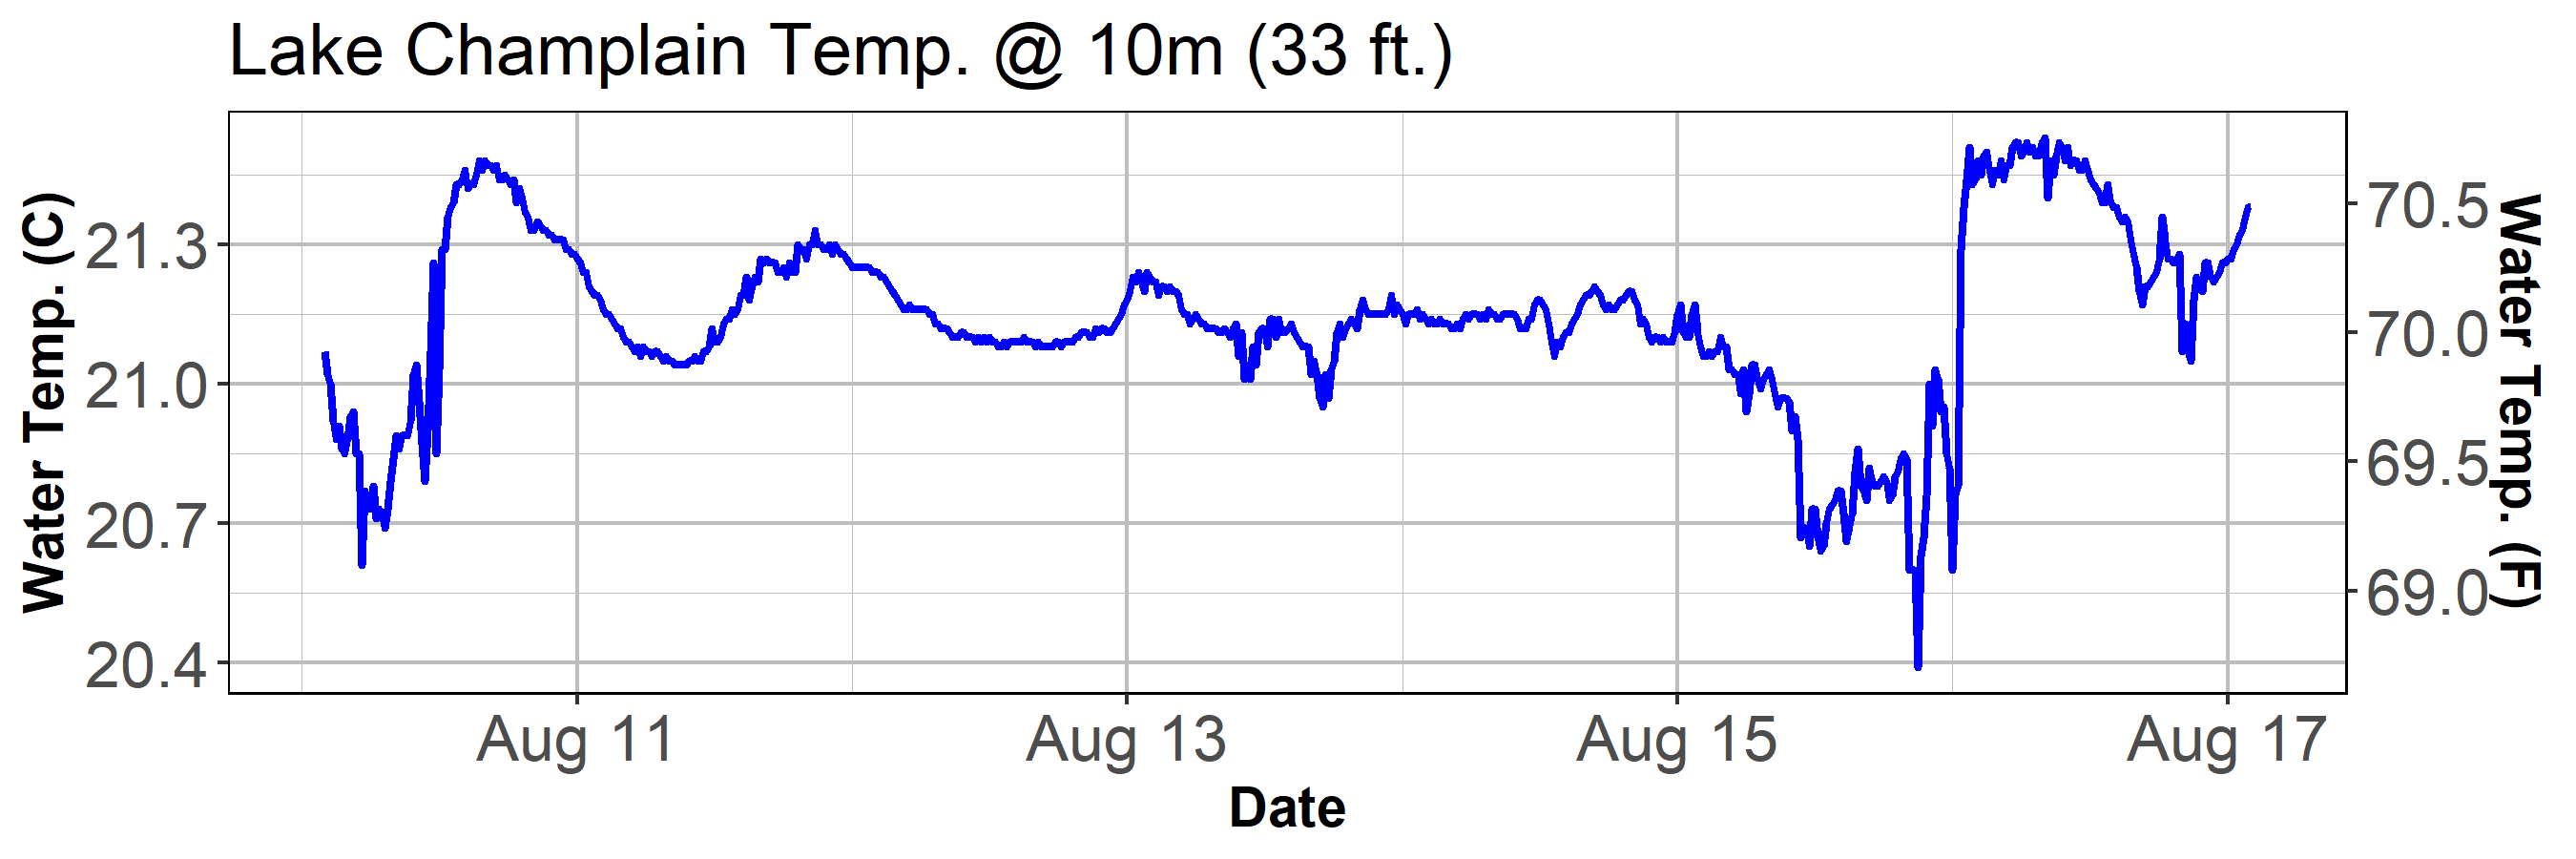 Lake Champlain Temp. @ 10m (33 ft.)
Water Temp. (C)
21.3
21.0
20.7
20.4
70.5
70.0
69.5
69.0
Water Temp. (F)
Aug 11
Aug 13
Aug 15
Aug 17
Date